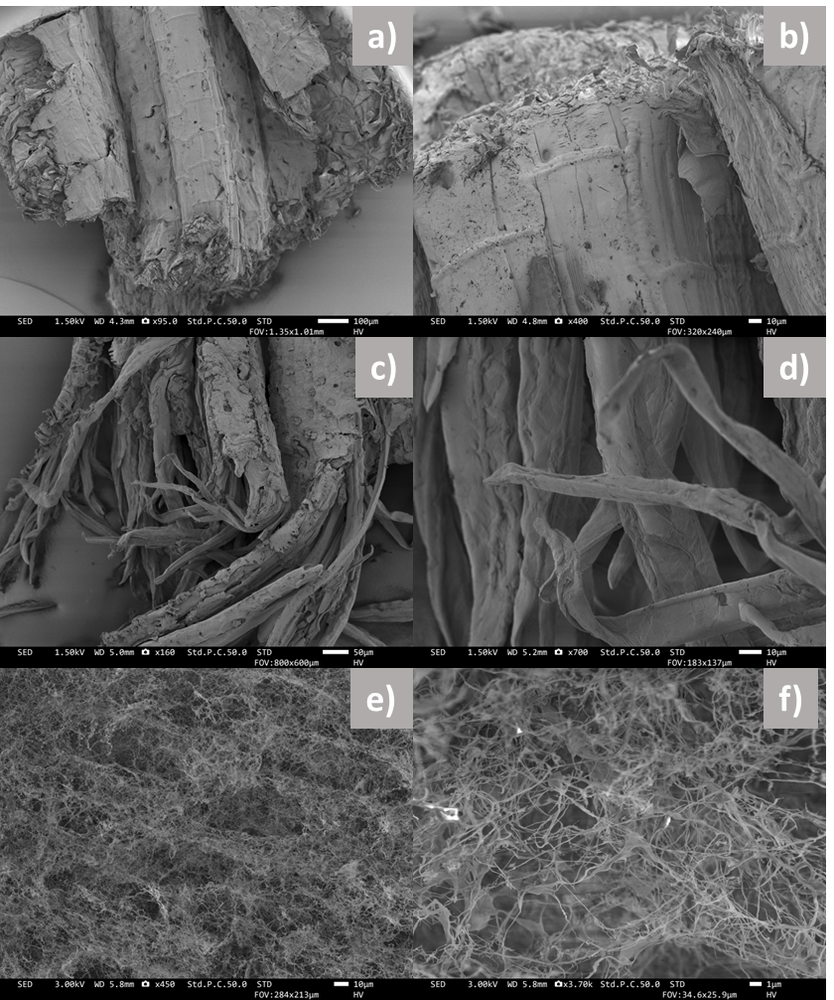 a)
SED 1.50kV WD 4.3mm x95.0 Std.P.C.50.0 STD 100µm
FOV:1.35x1.01mm HV
b)
SED 1.50kV WD 4.8mm x400 Std.P.C.50.0 STD 10µm
FOV:320x240µm HV
c)
SED 1.50kV WD 5.0mm x160 Std.P.C.50.0 STD 50µm
FOV:800x600µm HV
d)
SED 1.50kV WD 5.2mm x700 Std.P.C.50.0 STD 10µm
FOV:183x137µm HV
e)
SED 3.00kV WD 5.8mm x450 Std.P.C.50.0 STD 10µm
FOV:284x213µm HV
f)
SED 3.00kV WD 5.8mm x3.70k Std.P.C.50.0 STD 1µm
FOV:34.6x25.9µm HV